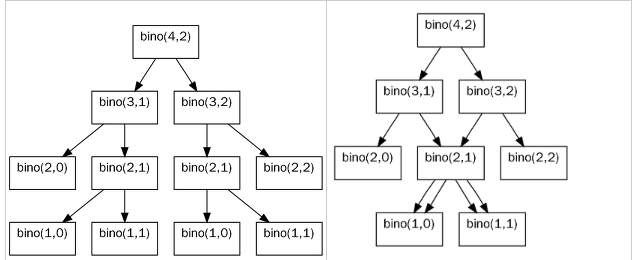 bino(4,2)
bino(3,1) bino(3,2)
bino(2,0) bino(2,1) bino(2,1) bino(2,2)
bino(1,0) bino(1,1) bino(1,0) bino(1,1)
bino(4,2)
bino(3,1) bino(3,2)
bino(2,0) bino(2,1) bino(2,2)
bino(1,0) bino(1,1)